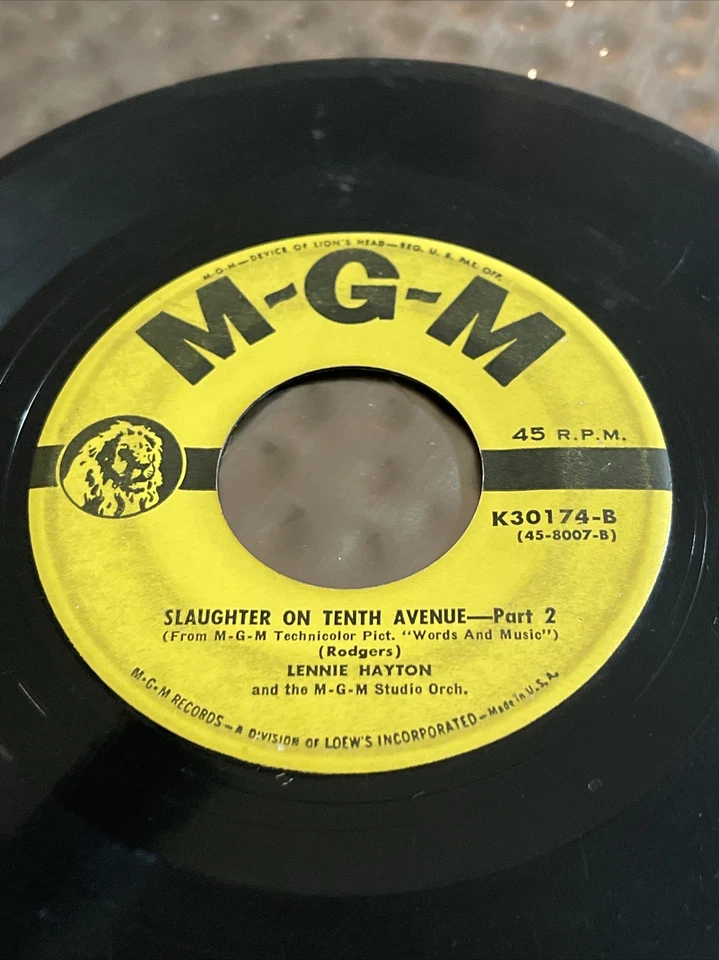 M-G-M—DEVICE OF LION'S HEAD—REG. U. S. PAT. OFF.
M-G-M
45 R.P.M.
K30174-B
(45-8007-B)
SLAUGHTER ON TENTH AVENUE—Part 2
(From M-G-M Technicolor Pict. "Words And Music")
(Rodgers)
LENNIE HAYTON
and the M-G-M Studio Orch.
M-G-M RECORDS—A DIVISION OF LOEW'S INCORPORATED—Made in U.S.A.